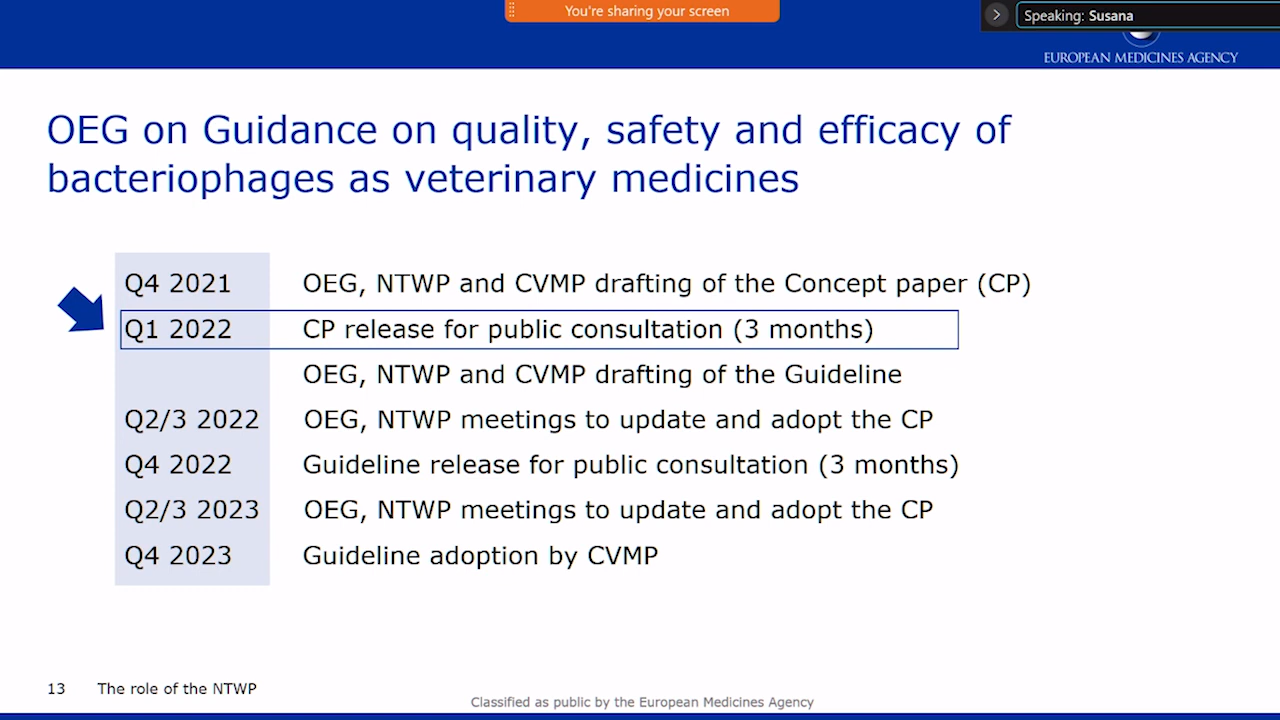 You're sharing your screen
Speaking: Susana
EUROPEAN MEDICINES AGENCY
OEG on Guidance on quality, safety and efficacy of
bacteriophages as veterinary medicines
Q4 2021 OEG, NTWP and CVMP drafting of the Concept paper (CP)
Q1 2022 CP release for public consultation (3 months)
OEG, NTWP and CVMP drafting of the Guideline
Q2/3 2022 OEG, NTWP meetings to update and adopt the CP
Q4 2022 Guideline release for public consultation (3 months)
Q2/3 2023 OEG, NTWP meetings to update and adopt the CP
Q4 2023 Guideline adoption by CVMP
13 The role of the NTWP
Classified as public by the European Medicines Agency